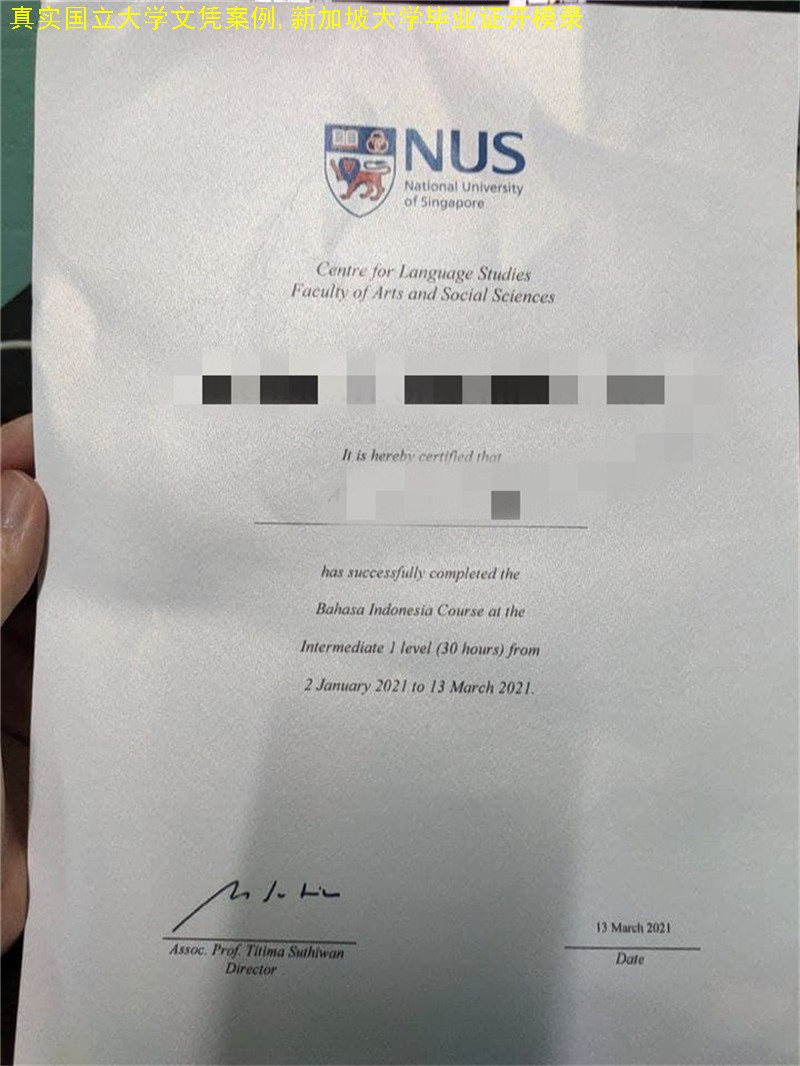 真实国立大学文凭案例,新加坡大学毕业证开模录
NUS
National University
of Singapore
Centre for Language Studies
Faculty of Arts and Social Sciences
It is hereby certified that
has successfully completed the
Bahasa Indonesia Course at the
Intermediate 1 level (30 hours) from
2 January 2021 to 13 March 2021.
Assoc. Prof. Titima Suthiwan
Director
13 March 2021
Date